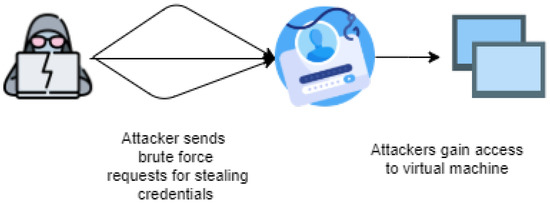 Attacker sends
brute force
requests for stealing
credentials
Attackers gain access
to virtual machine